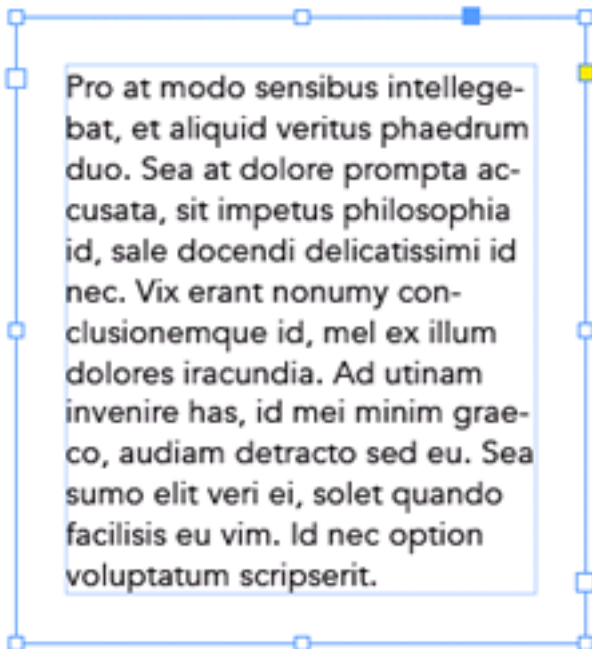 Pro at modo sensibus intellege-
bat, et aliquid veritus phaedrum
duo. Sea at dolore prompta ac-
cusata, sit impetus philosophia
id, sale docendi delicatissimi id
nec. Vix erant nonumy con-
clusionemque id, mel ex illum
dolores iracundia. Ad utinam
invenire has, id mei minim grae-
co, audiam detracto sed eu. Sea
sumo elit veri ei, solet quando
facilisis eu vim. Id nec option
voluptatum scripserit.